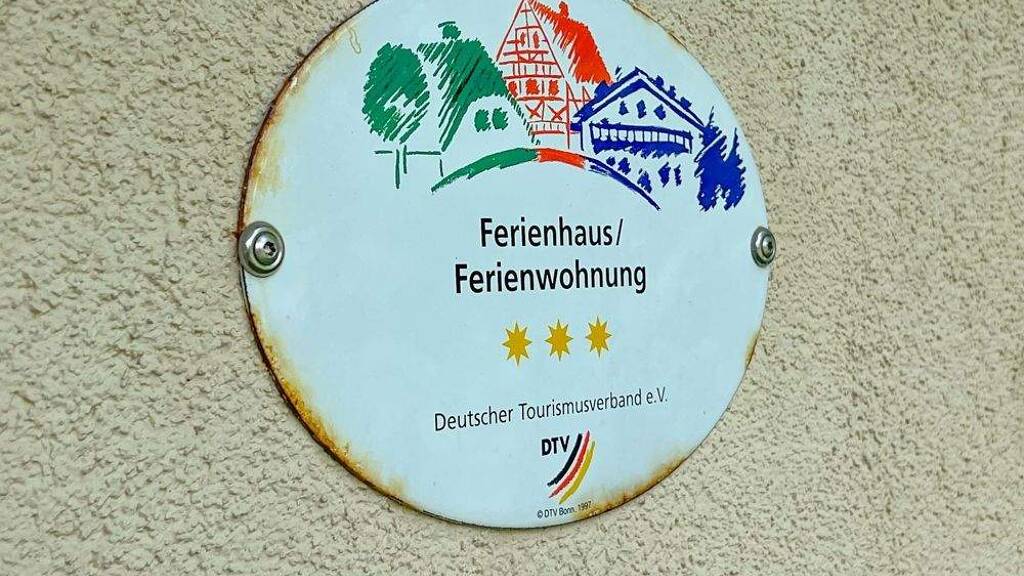 Ferienhaus/
Ferienwohnung
Deutscher Tourismusverband e.V.
DTV
© DTV Bonn, 1997